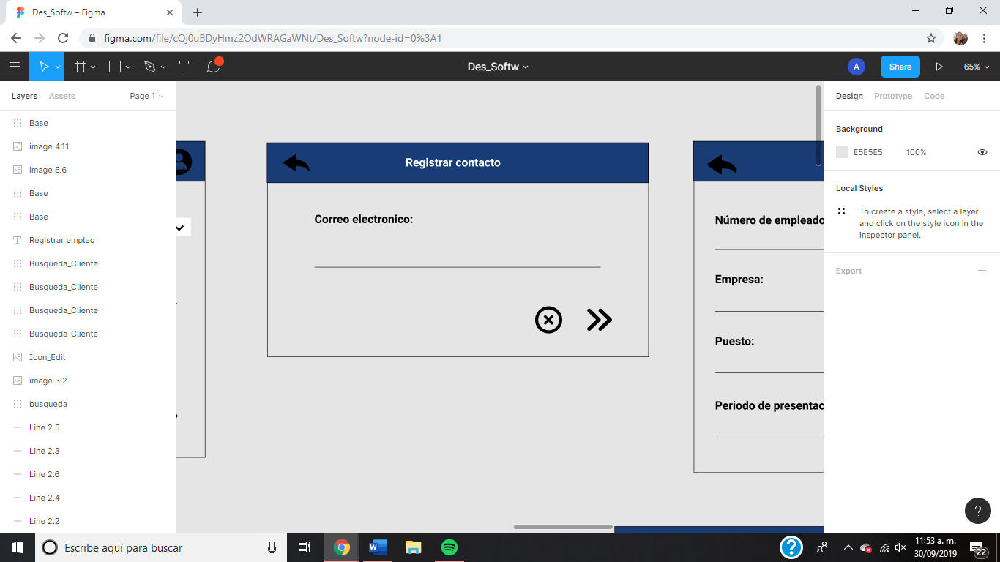 Des_Softw – Figma
figma.com/file/cQj0uBDyHmz2OdWRAGaWNt/Des_Softw?node-id=0%3A1
Des_Softw
A
Share
65%
Layers
Assets
Page 1
Base
image 4.11
image 6.6
Base
Base
Registrar empleo
Busqueda_Cliente
Busqueda_Cliente
Busqueda_Cliente
Busqueda_Cliente
Icon_Edit
image 3.2
busqueda
Line 2.5
Line 2.3
Line 2.6
Line 2.4
Line 2.2
Registrar contacto
Correo electronico:
Número de empleado
Empresa:
Puesto:
Periodo de presentac
Design
Prototype
Code
Background
E5E5E5
100%
Local Styles
To create a style, select a layer
and click on the style icon in the
inspector panel.
Export
?
Escribe aquí para buscar
?
11:53 a. m.
30/09/2019
22